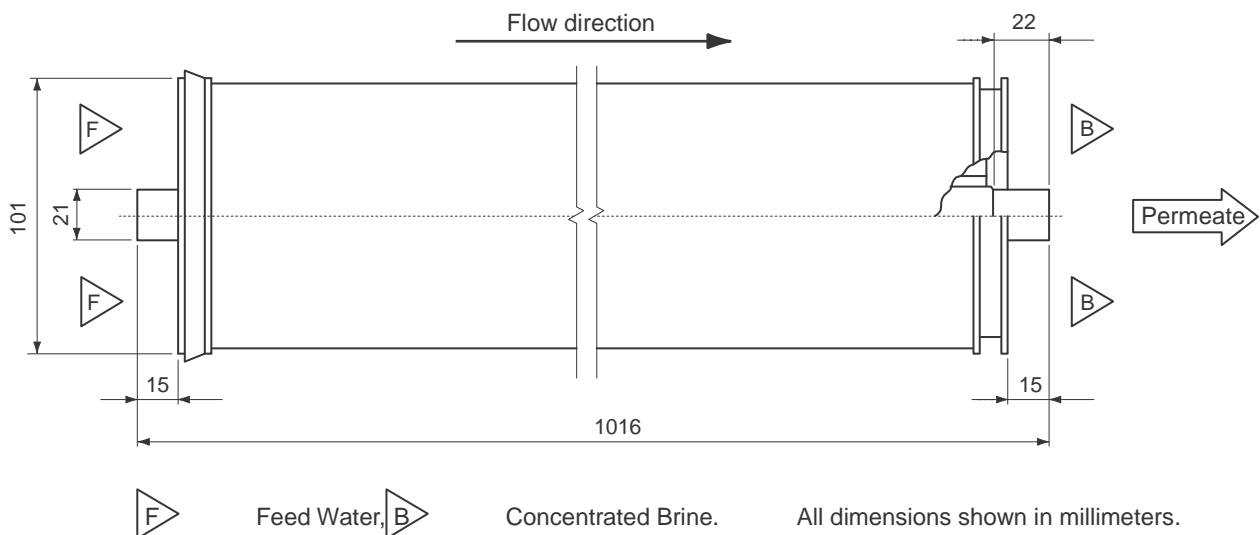 Flow direction
22
F
B
101
21
Permeate
F
B
15
15
1016
F Feed Water, B Concentrated Brine. All dimensions shown in millimeters.